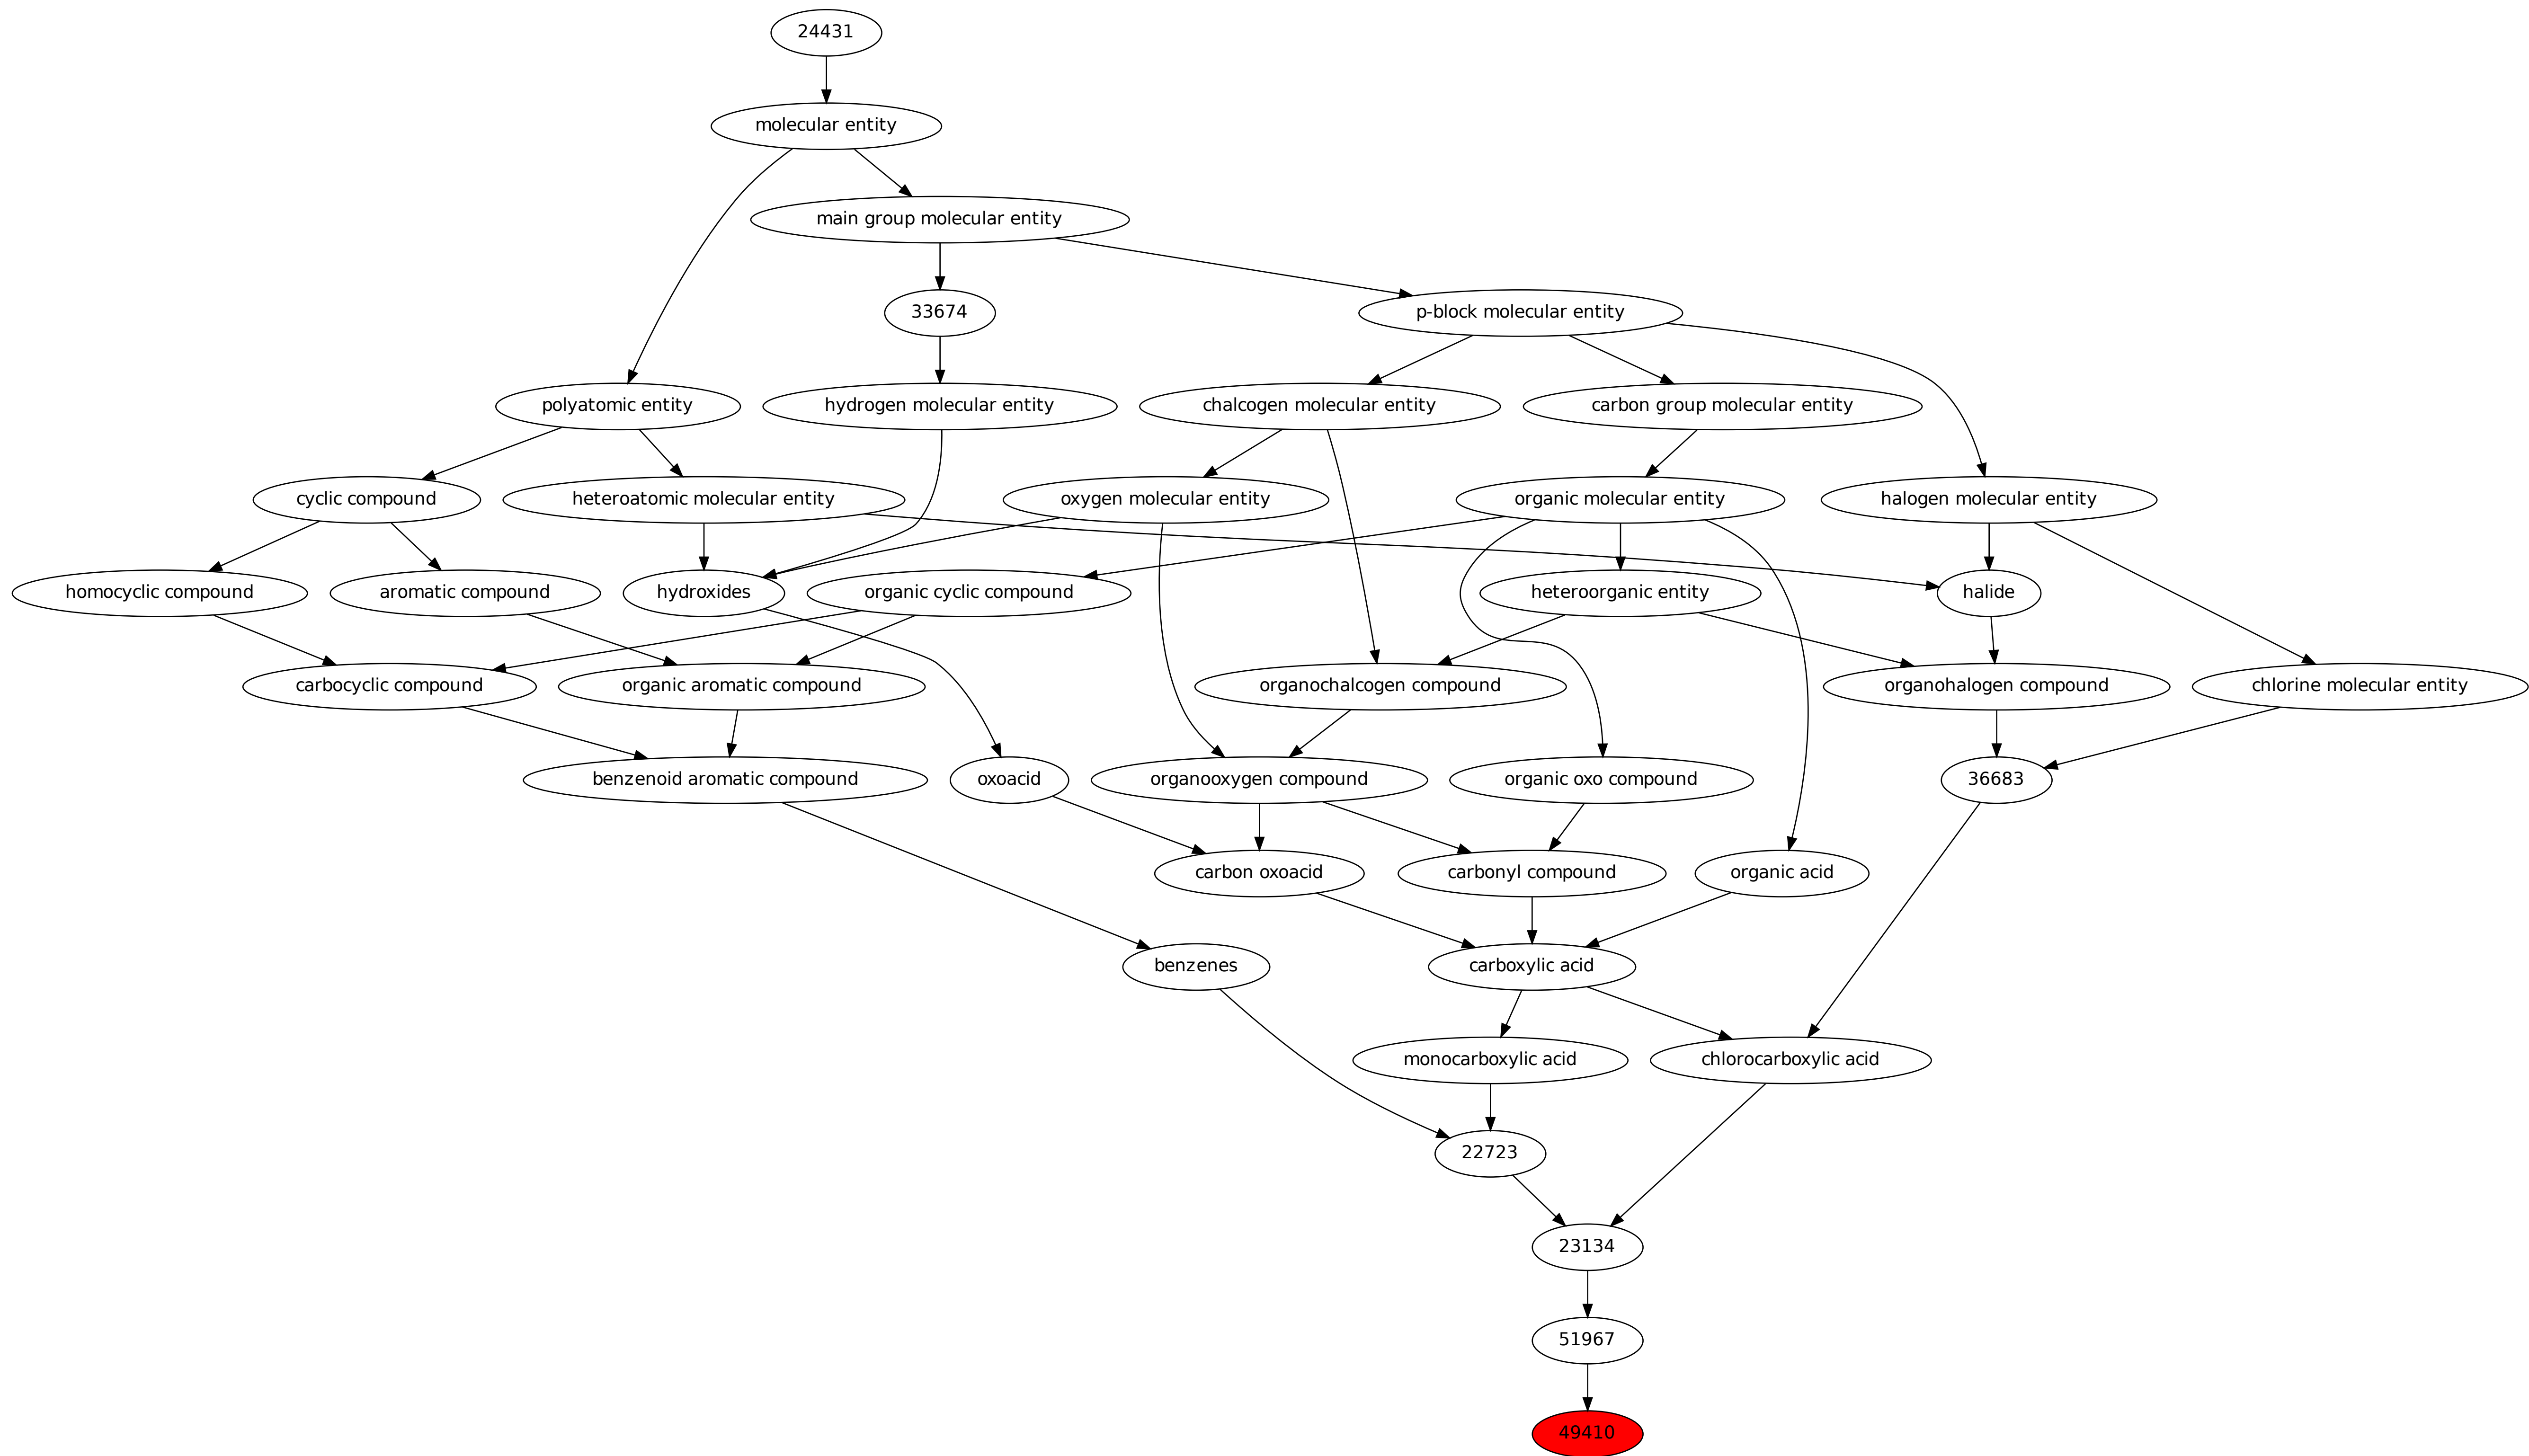 24431
molecular entity
main group molecular entity
33674
p-block molecular entity
polyatomic entity
hydrogen molecular entity
chalcogen molecular entity
carbon group molecular entity
cyclic compound
heteroatomic molecular entity
oxygen molecular entity
organic molecular entity
halogen molecular entity
homocyclic compound
aromatic compound
hydroxides
organic cyclic compound
heteroorganic entity
halide
carbocyclic compound
organic aromatic compound
organochalcogen compound
organohalogen compound
chlorine molecular entity
benzenoid aromatic compound
oxoacid
organooxygen compound
organic oxo compound
36683
carbon oxoacid
carbonyl compound
organic acid
benzenes
carboxylic acid
monocarboxylic acid
chlorocarboxylic acid
22723
23134
51967
49410